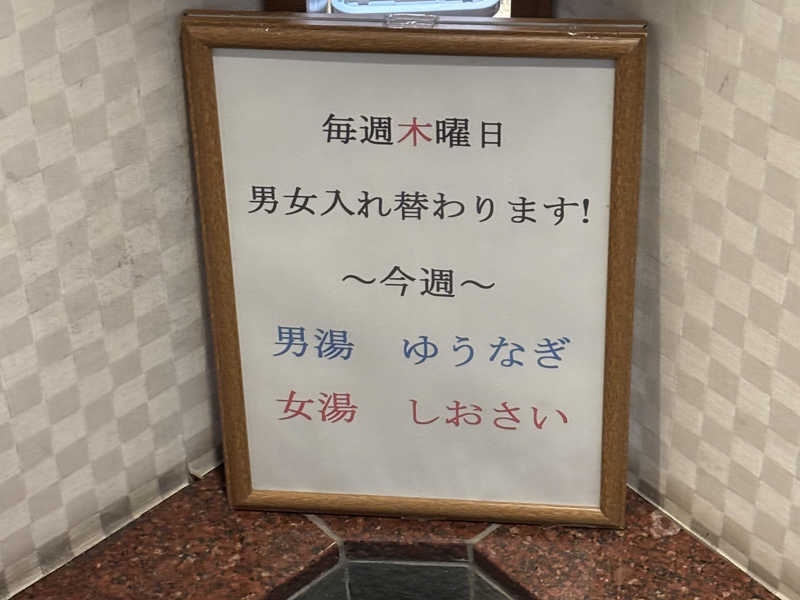 毎週木曜日
男女入れ替わります!
～今週～
男湯　ゆうなぎ
女湯　しおさい